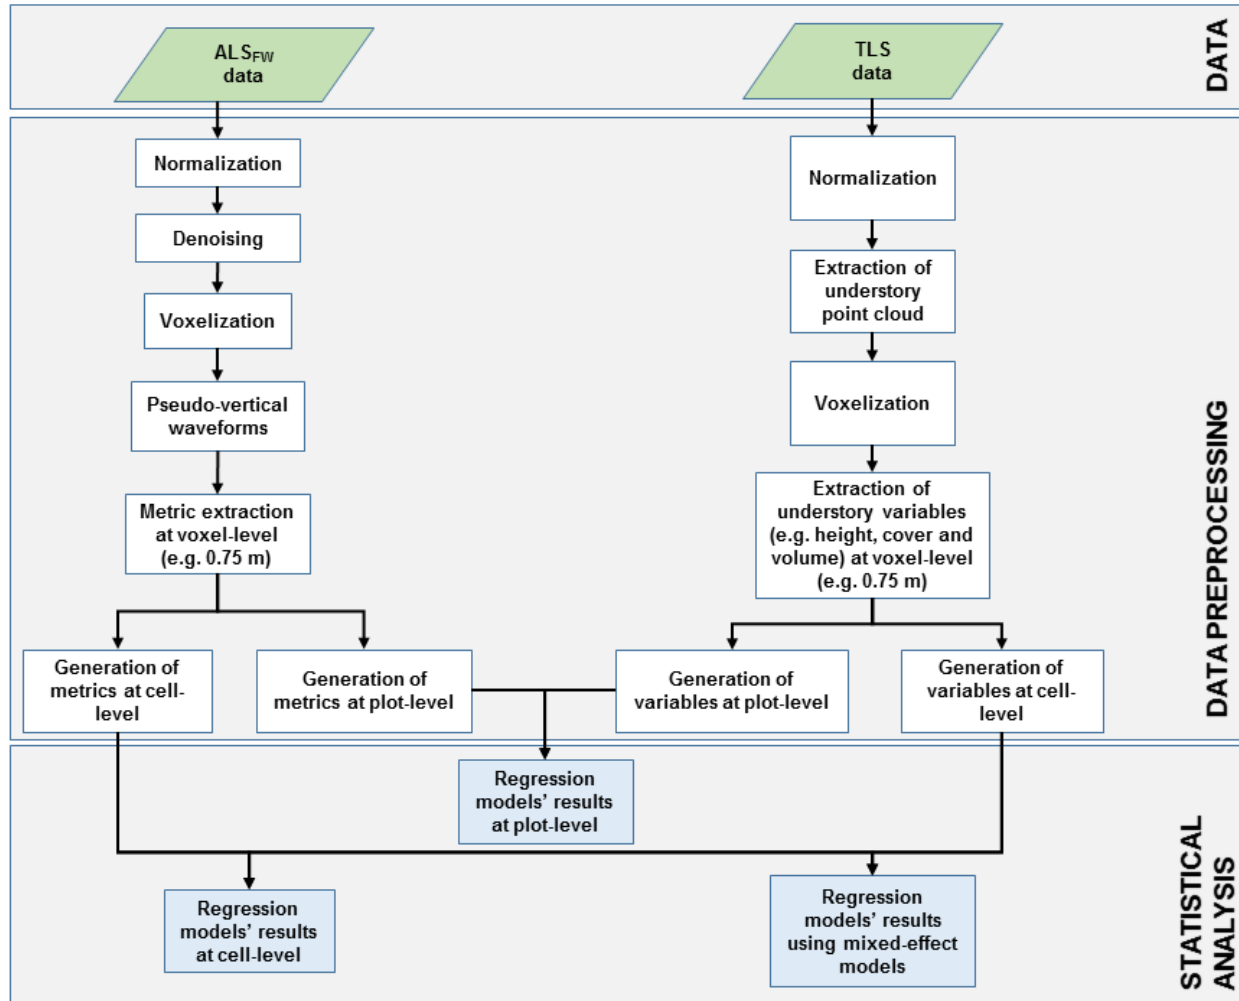 ALSFW
data
TLS
data
DATA
Normalization
Denoising
Voxelization
Pseudo-vertical
waveforms
Metric extraction
at voxel-level
(e.g. 0.75 m)
Generation of
metrics at cell-
level
Generation of
metrics at plot-level
Normalization
Extraction of
understory
point cloud
Voxelization
Extraction of
understory variables
(e.g. height, cover and
volume) at voxel-level
(e.g. 0.75 m)
Generation of
variables at plot-level
Generation of
variables at cell-
level
DATA PREPROCESSING
Regression
models’ results
at plot-level
Regression
models’ results
at cell-level
Regression
models’ results
using mixed-effect
models
STATISTICAL
ANALYSIS